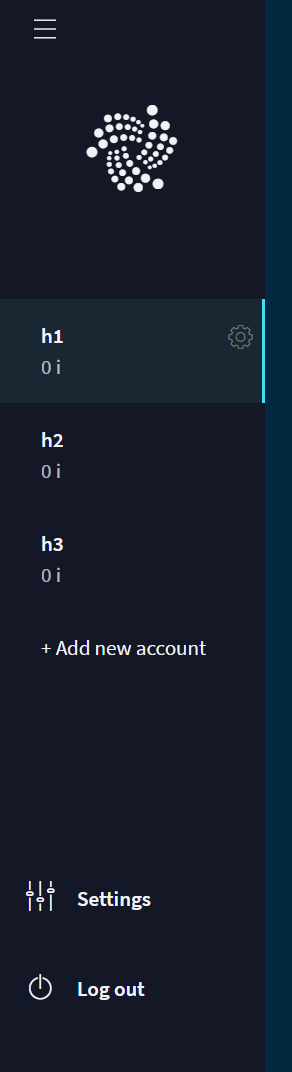 h1
0 i
h2
0 i
h3
0 i
+ Add new account
Settings
Log out